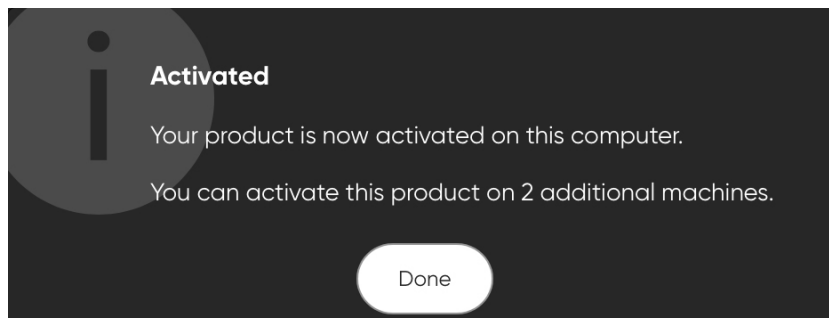 Activated
Your product is now activated on this computer.
You can activate this product on 2 additional machines.
Done